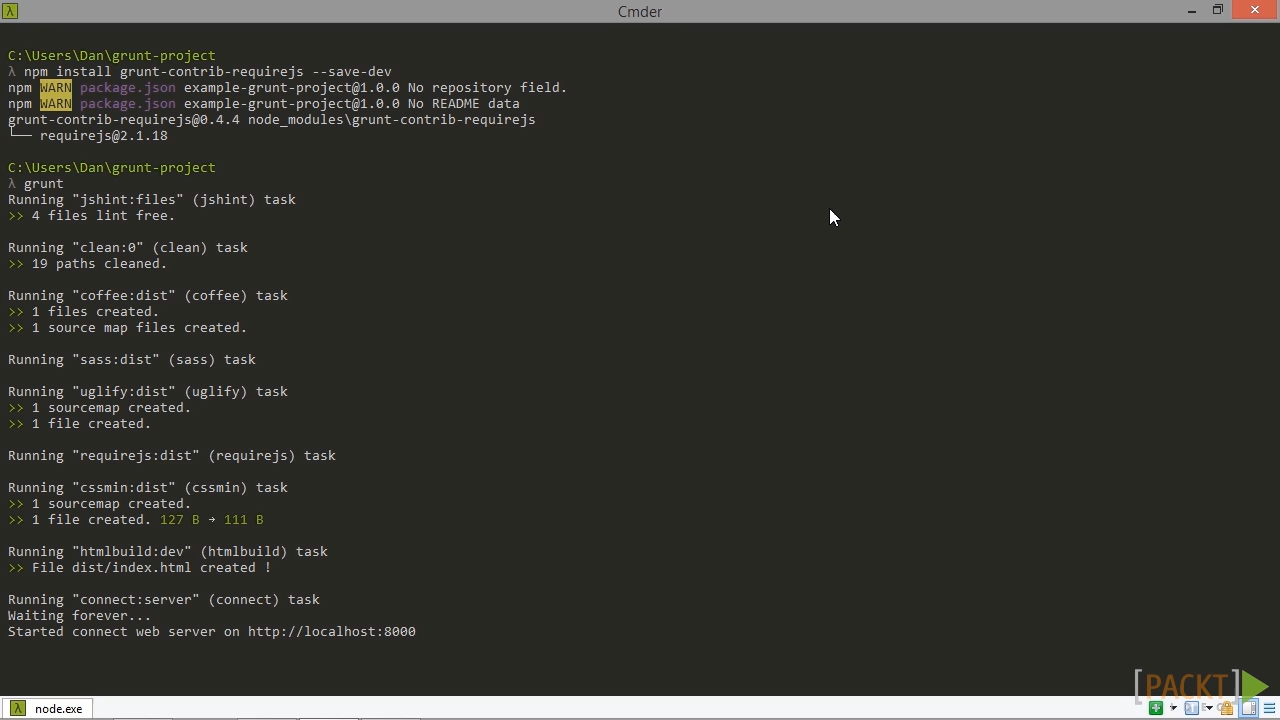 λ
Cmder
C:\Users\Dan\grunt-project
λ npm install grunt-contrib-requirejs --save-dev
npm WARN package.json example-grunt-project@1.0.0 No repository field.
npm WARN package.json example-grunt-project@1.0.0 No README data
grunt-contrib-requirejs@0.4.4 node_modules\grunt-contrib-requirejs
└── requirejs@2.1.18
C:\Users\Dan\grunt-project
λ grunt
Running "jshint:files" (jshint) task
>> 4 files lint free.
Running "clean:0" (clean) task
>> 19 paths cleaned.
Running "coffee:dist" (coffee) task
>> 1 files created.
>> 1 source map files created.
Running "sass:dist" (sass) task
Running "uglify:dist" (uglify) task
>> 1 sourcemap created.
>> 1 file created.
Running "requirejs:dist" (requirejs) task
Running "cssmin:dist" (cssmin) task
>> 1 sourcemap created.
>> 1 file created. 127 B → 111 B
Running "htmlbuild:dev" (htmlbuild) task
>> File dist/index.html created !
Running "connect:server" (connect) task
Waiting forever...
Started connect web server on http://localhost:8000
[PACKT]
λ node.exe